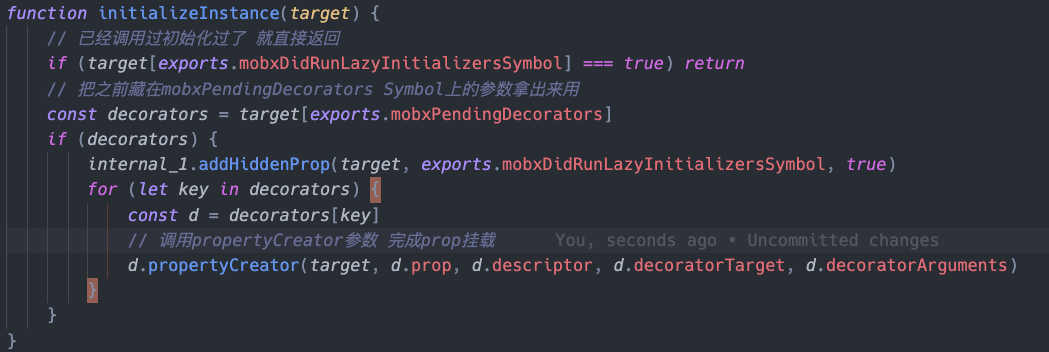 function initializeInstance(target) {
// 已经调用过初始化过了 就直接返回
if (target[exports.mobxDidRunLazyInitializersSymbol] === true) return
// 把之前藏在mobxPendingDecorators Symbol上的参数拿出来用
const decorators = target[exports.mobxPendingDecorators]
if (decorators) {
internal_1.addHiddenProp(target, exports.mobxDidRunLazyInitializersSymbol, true)
for (let key in decorators) {
const d = decorators[key]
// 调用propertyCreator参数 完成prop挂载 You, seconds ago • Uncommitted changes
d.propertyCreator(target, d.prop, d.descriptor, d.decoratorTarget, d.decoratorArguments)
}
}
}